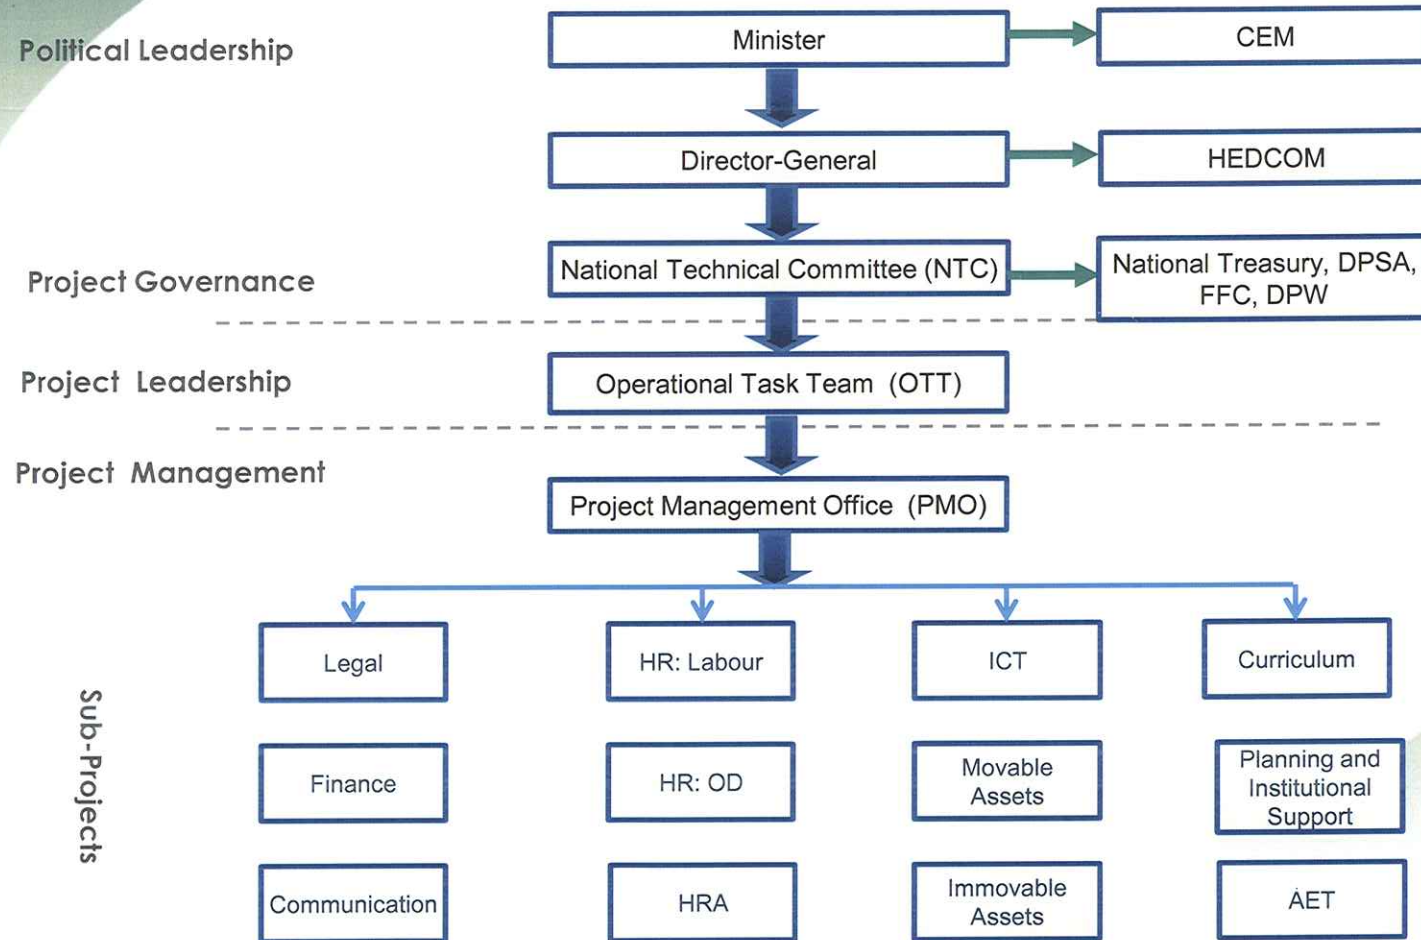 Political Leadership
Minister
CEM
Director-General
HEDCOM
Project Governance
National Technical Committee (NTC)
National Treasury, DPSA,
FFC, DPW
Project Leadership
Operational Task Team (OTT)
Project Management
Project Management Office (PMO)
Sub-Projects
Legal
HR: Labour
ICT
Curriculum
Finance
HR: OD
Movable
Assets
Planning and
Institutional
Support
Communication
HRA
Immovable
Assets
AET